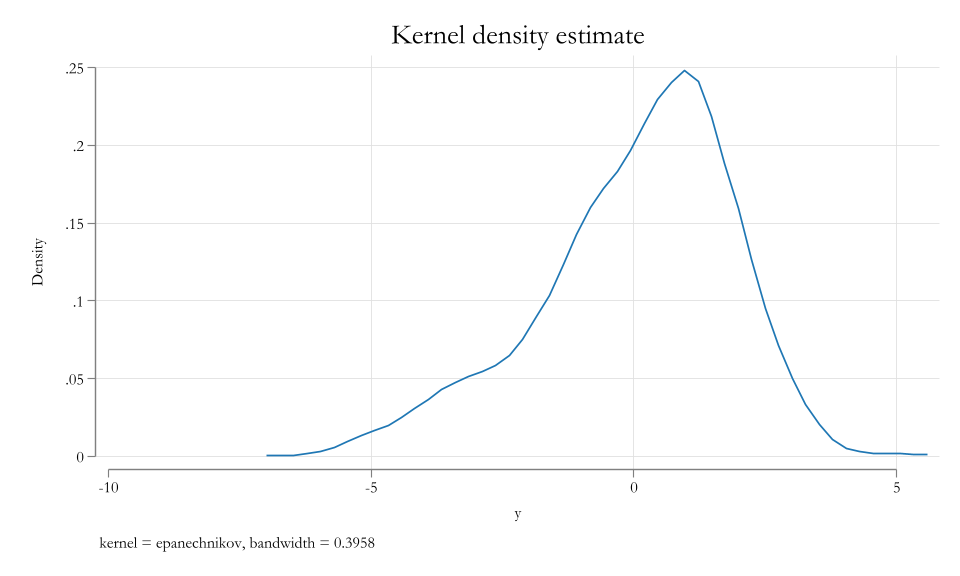 Kernel density estimate
.25
.2
.15
.1
.05
0
Density
-10 -5 0 5
y
kernel = epanechnikov, bandwidth = 0.3958